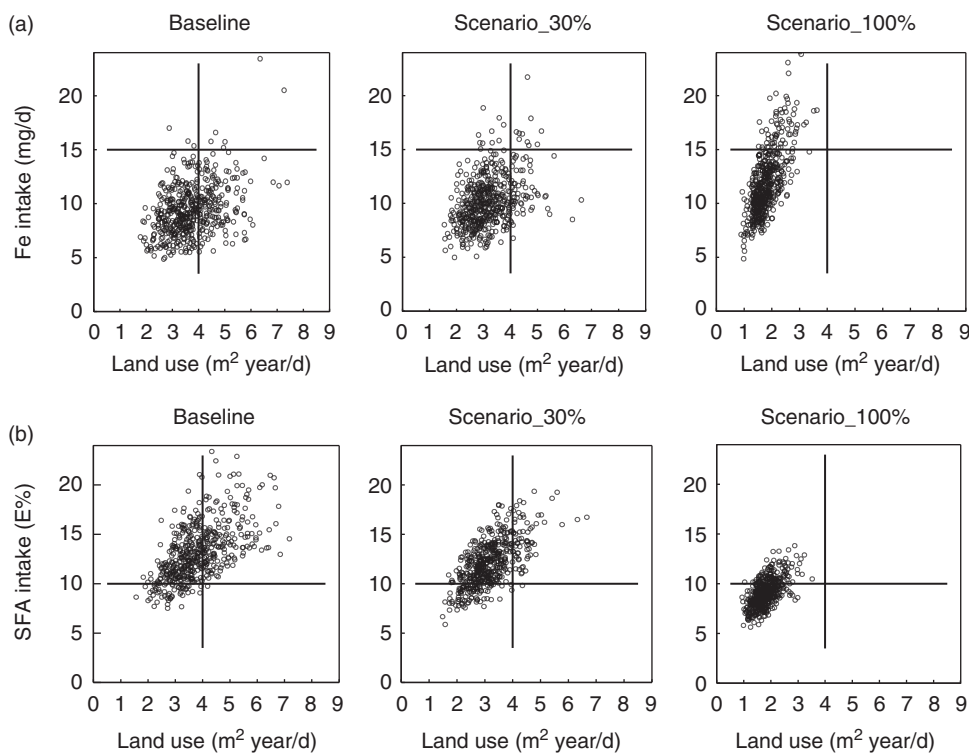 (a)
Baseline
Scenario_30%
Scenario_100%
Fe intake (mg/d)
20
15
10
5
0
0 1 2 3 4 5 6 7 8 9
Land use (m² year/d)
20
15
10
5
0
0 1 2 3 4 5 6 7 8 9
Land use (m² year/d)
20
15
10
5
0
0 1 2 3 4 5 6 7 8 9
Land use (m² year/d)
(b)
Baseline
Scenario_30%
Scenario_100%
SFA intake (E%)
20
15
10
5
0
0 1 2 3 4 5 6 7 8 9
Land use (m² year/d)
20
15
10
5
0
0 1 2 3 4 5 6 7 8 9
Land use (m² year/d)
20
15
10
5
0
0 1 2 3 4 5 6 7 8 9
Land use (m² year/d)